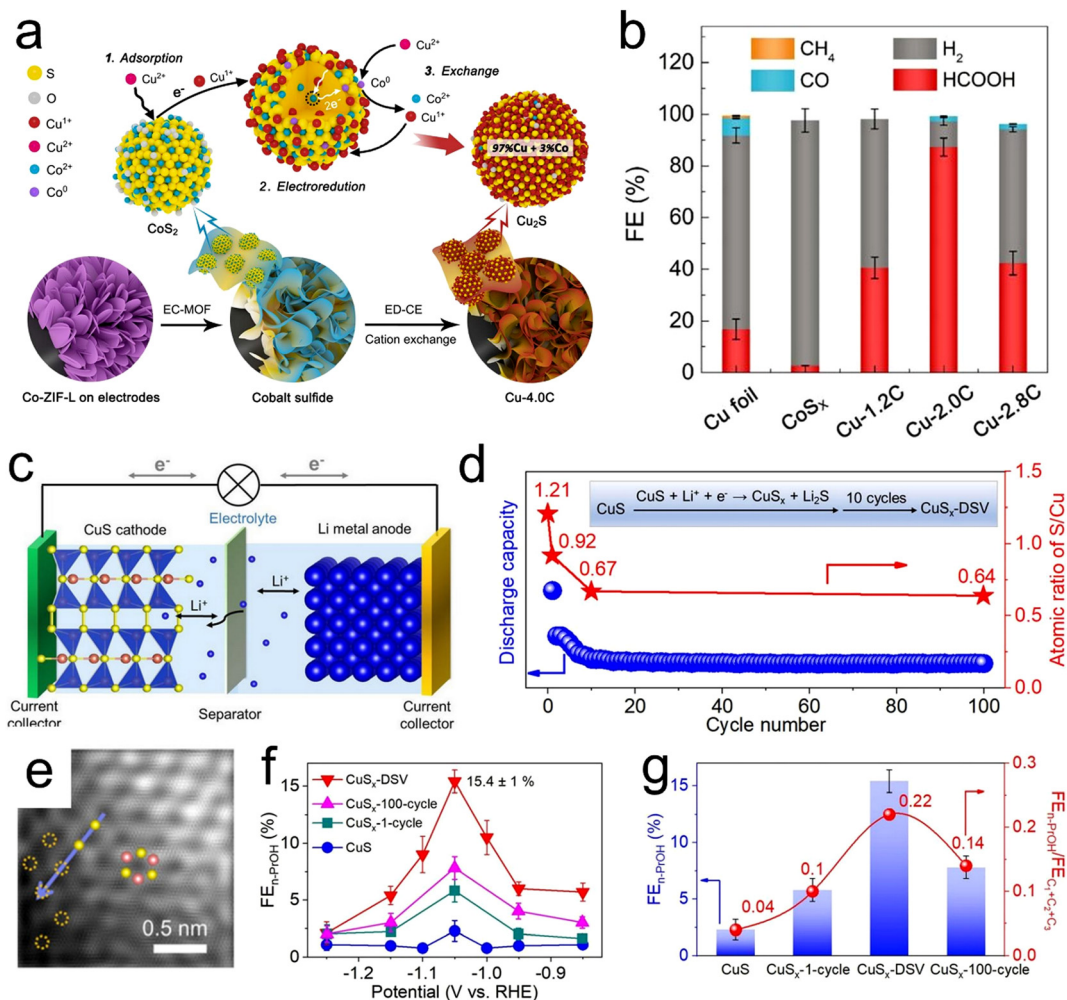 a
1. Adsorption
S
O
Cu1+
Cu2+
Co2+
Co0
Cu2+
e-
Cu1+
Cu2+
Co0
2e-
3. Exchange
Co2+
Cu1+
97%Cu + 3%Co
2. Electroredution
CoS2
Cu2S
EC-MOF
ED-CE
Cation exchange
Co-ZIF-L on electrodes
Cobalt sulfide
Cu-4.0C
b
CH4
H2
CO
HCOOH
FE (%)
120
100
80
60
40
20
0
Cu foil
CoSX
Cu-1.2C
Cu-2.0C
Cu-2.8C
c
e-
e-
CuS cathode
Electrolyte
Li metal anode
Li+
Li+
Current
collector
Separator
Current
collector
d
Discharge capacity
1.21
0.92
0.67
0.64
CuS + Li+ + e- → CuSx + Li2S
10 cycles
CuS
CuSx-DSV
1.5
1.0
0.5
0.0
Atomic ratio of S/Cu
0
20
40
60
80
100
Cycle number
e
0.5 nm
f
CuSx-DSV
CuSx-100-cycle
CuSx-1-cycle
CuS
15.4 ± 1 %
FEn-PrOH (%)
15
10
5
0
-1.2
-1.1
-1.0
-0.9
Potential (V vs. RHE)
g
FEn-PrOH (%)
15
10
5
0
0.04
0.1
0.22
0.14
0.3
0.2
0.1
0.0
FEn-PrOH/FEC1+C2+C3
CuS
CuSx-1-cycle
CuSx-DSV
CuSx-100-cycle